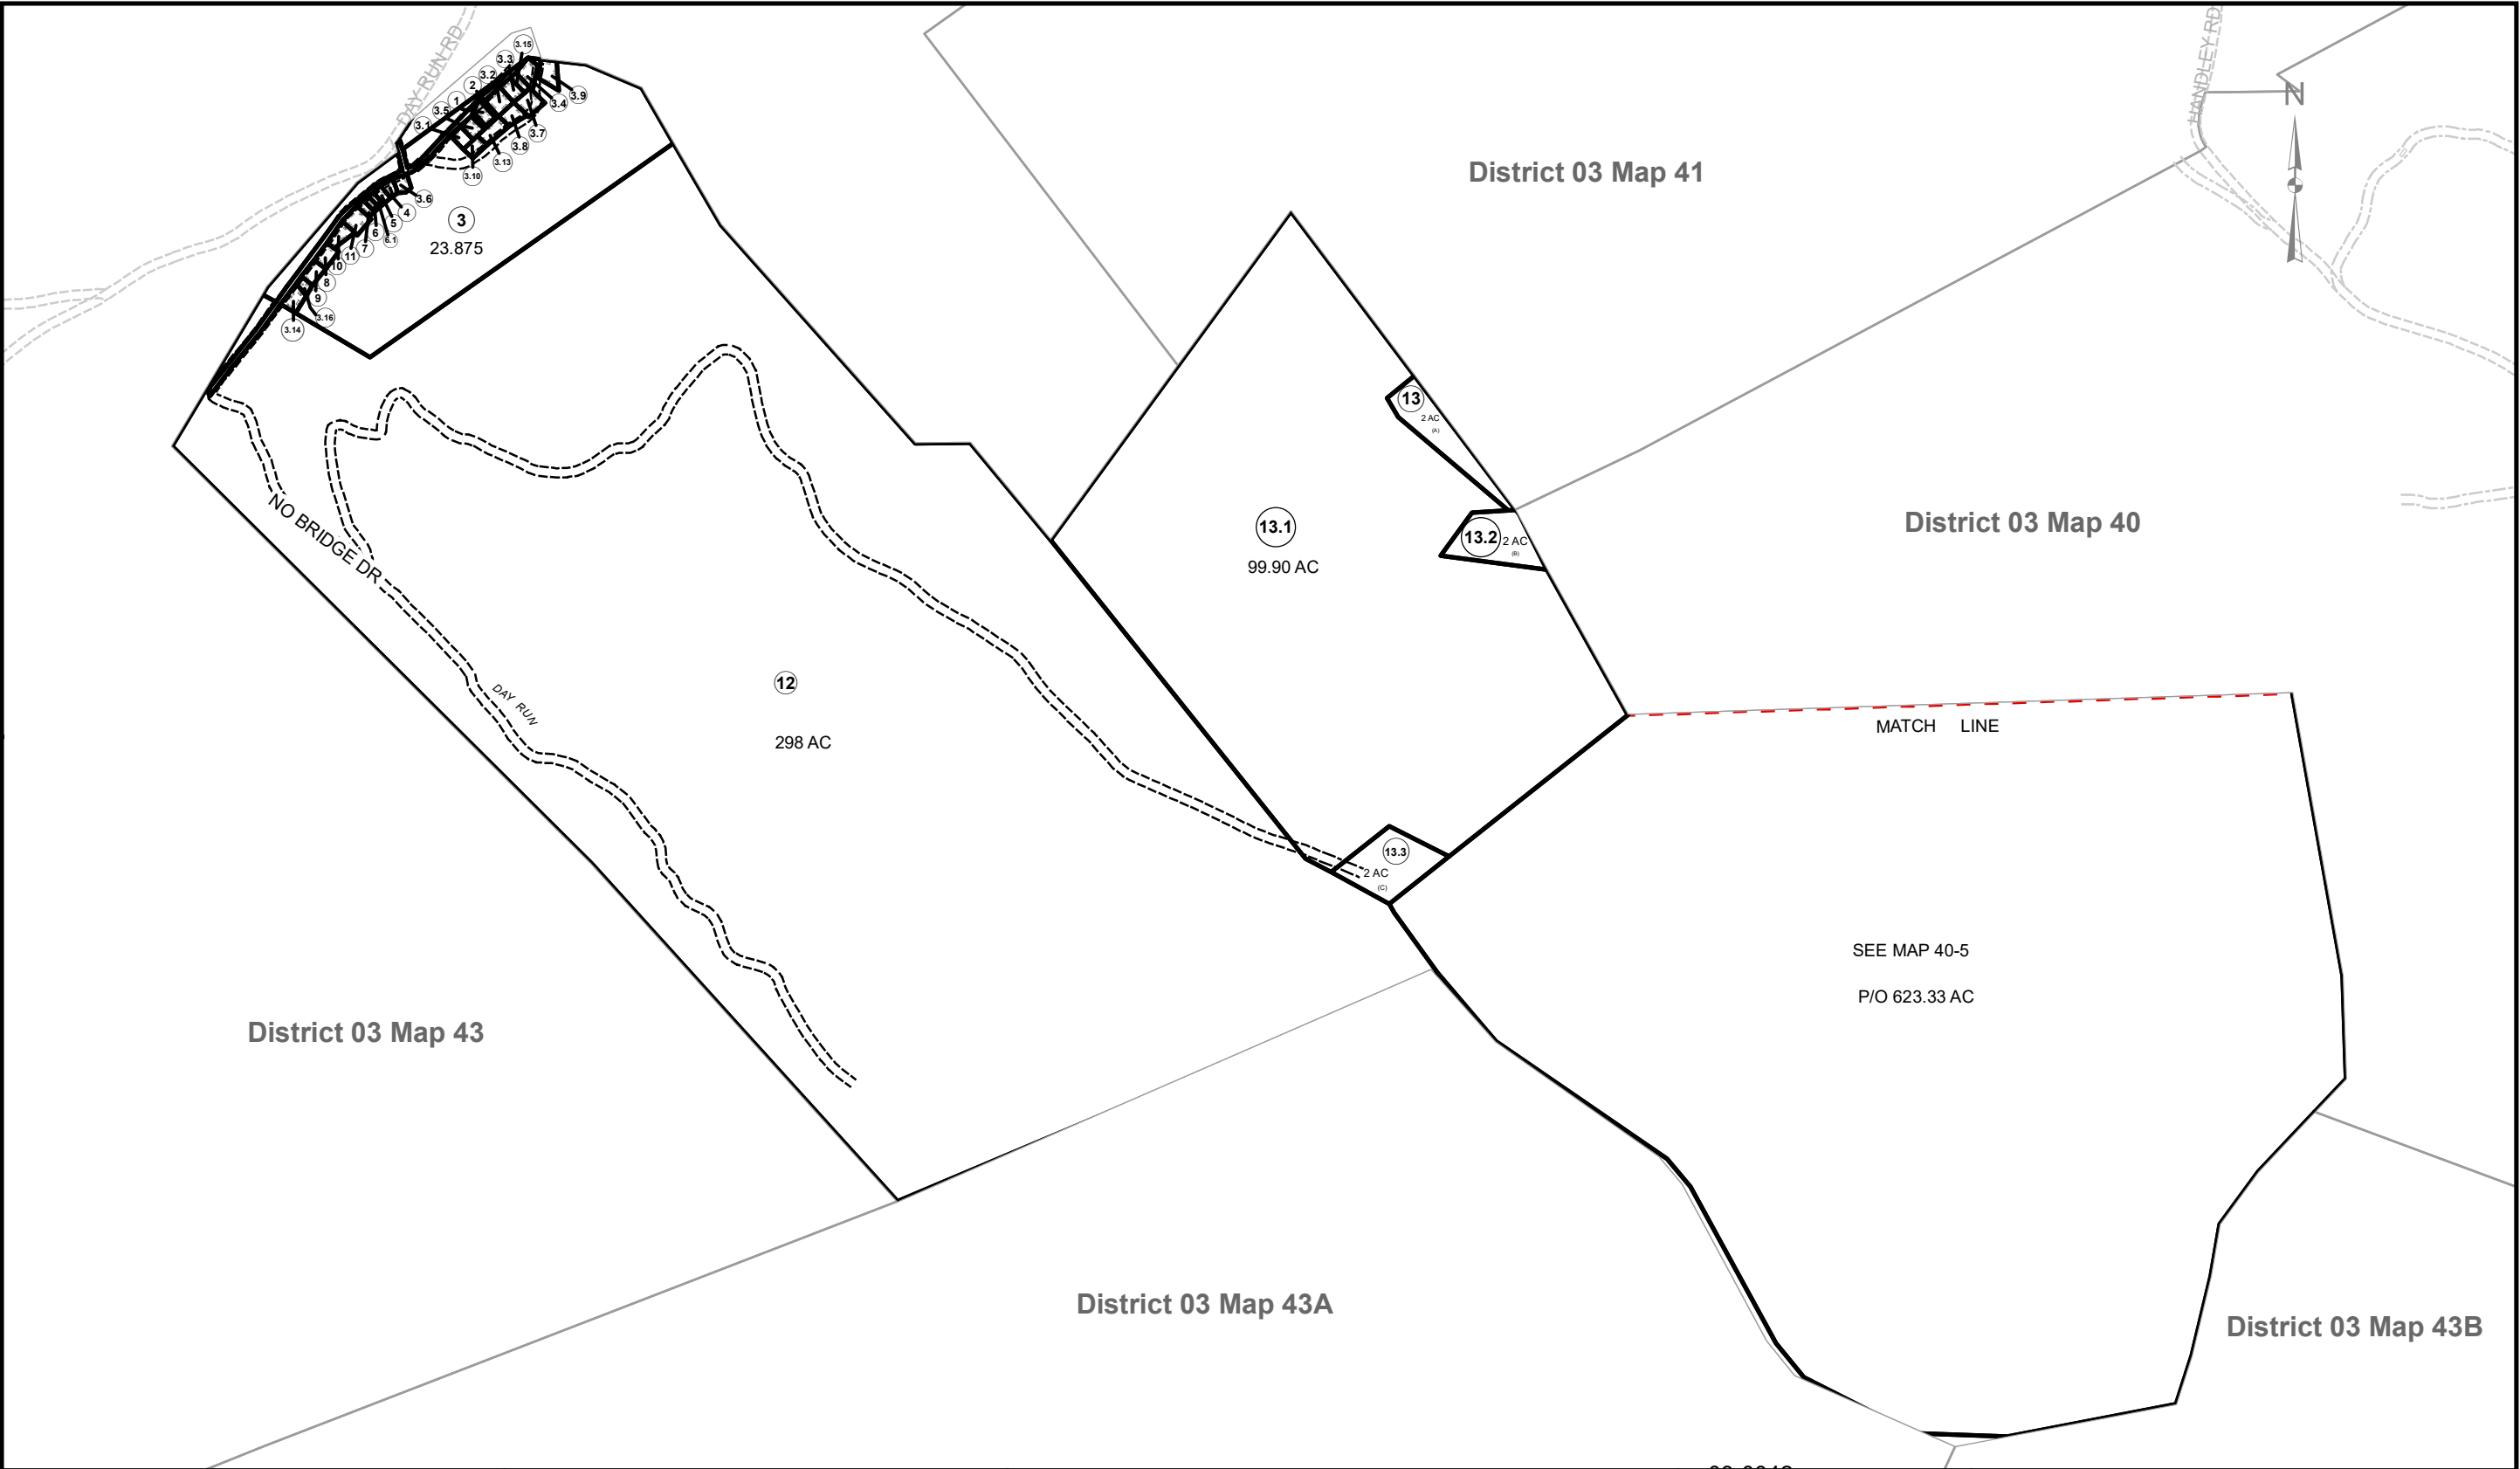 DAY RUN RD
HANDLEY RD
N
3.15
3.3
3.2
2
1
3.5
3.1
3.9
3.4
3.7
3.8
3.13
3.10
3.6
4
5
6
6.1
7
11
10
8
9
3.16
3.14
3
23.875
District 03 Map 41
13
2 AC
(A)
13.1
99.90 AC
13.2
2 AC
(B)
District 03 Map 40
NO BRIDGE DR
DAY RUN
12
298 AC
MATCH LINE
13.3
2 AC
(C)
SEE MAP 40-5
P/O 623.33 AC
District 03 Map 43
District 03 Map 43A
District 03 Map 43B